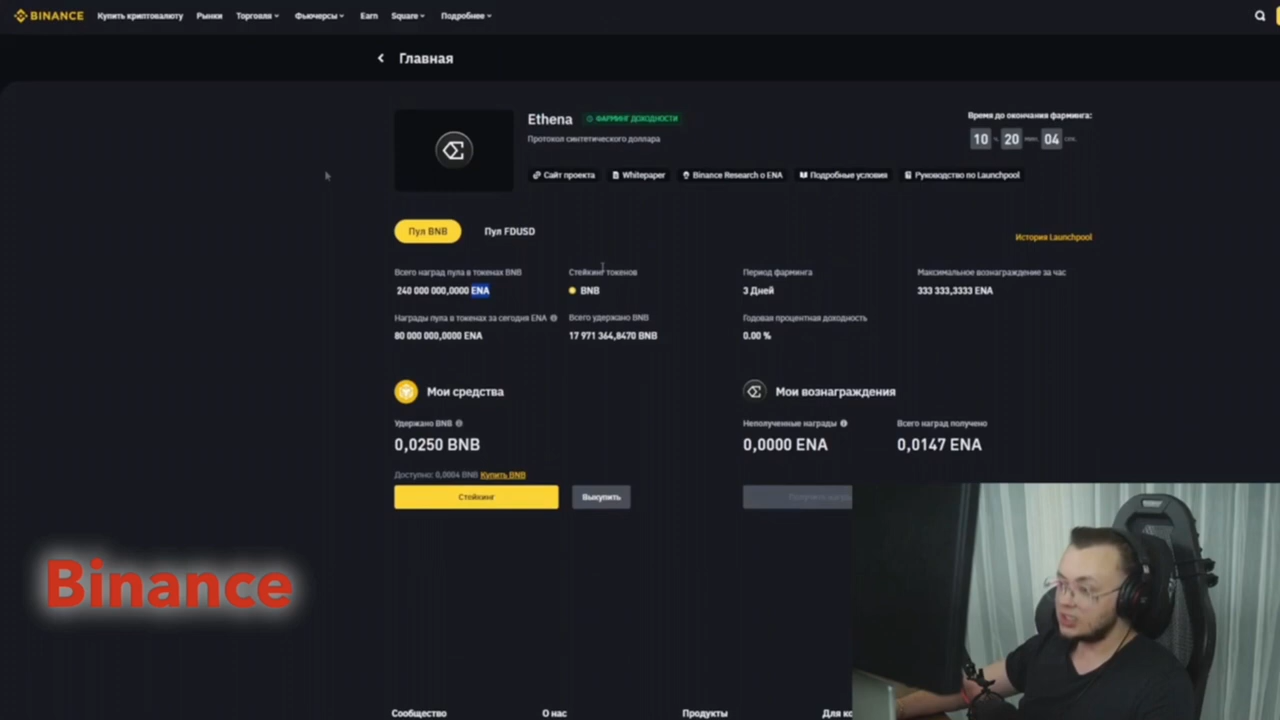 BINANCE Купить криптовалюту Рынки Торговля Фьючерсы Earn Square Подробнее
Главная
Ethena ФАРМИНГ ДОХОДНОСТИ
Протокол синтетического доллара
Время до окончания фарминга:
10 20 04
Сайт проекта Whitepaper Binance Research о ENA Подробные условия Руководство по Launchpool
Пул BNB Пул FDUSD
История Launchpool
Всего наград пула в токенах BNB Стейкинг токенов Период фарминга Максимальное вознаграждение за час
240 000 000,0000 ENA BNB 3 Дней 333 333,3333 ENA
Награды пула в токенах за сегодня ENA Всего удержано BNB Годовая процентная доходность
80 000 000,0000 ENA 17 971 364,8470 BNB 0.00 %
Мои средства Мои вознаграждения
Удержано BNB Неполученные награды Всего наград получено
0,0250 BNB 0,0000 ENA 0,0147 ENA
Доступно: 0,0004 BNB Купить BNB
Стейкинг Выкупить
Binance
Сообщество О нас Продукты Для ко